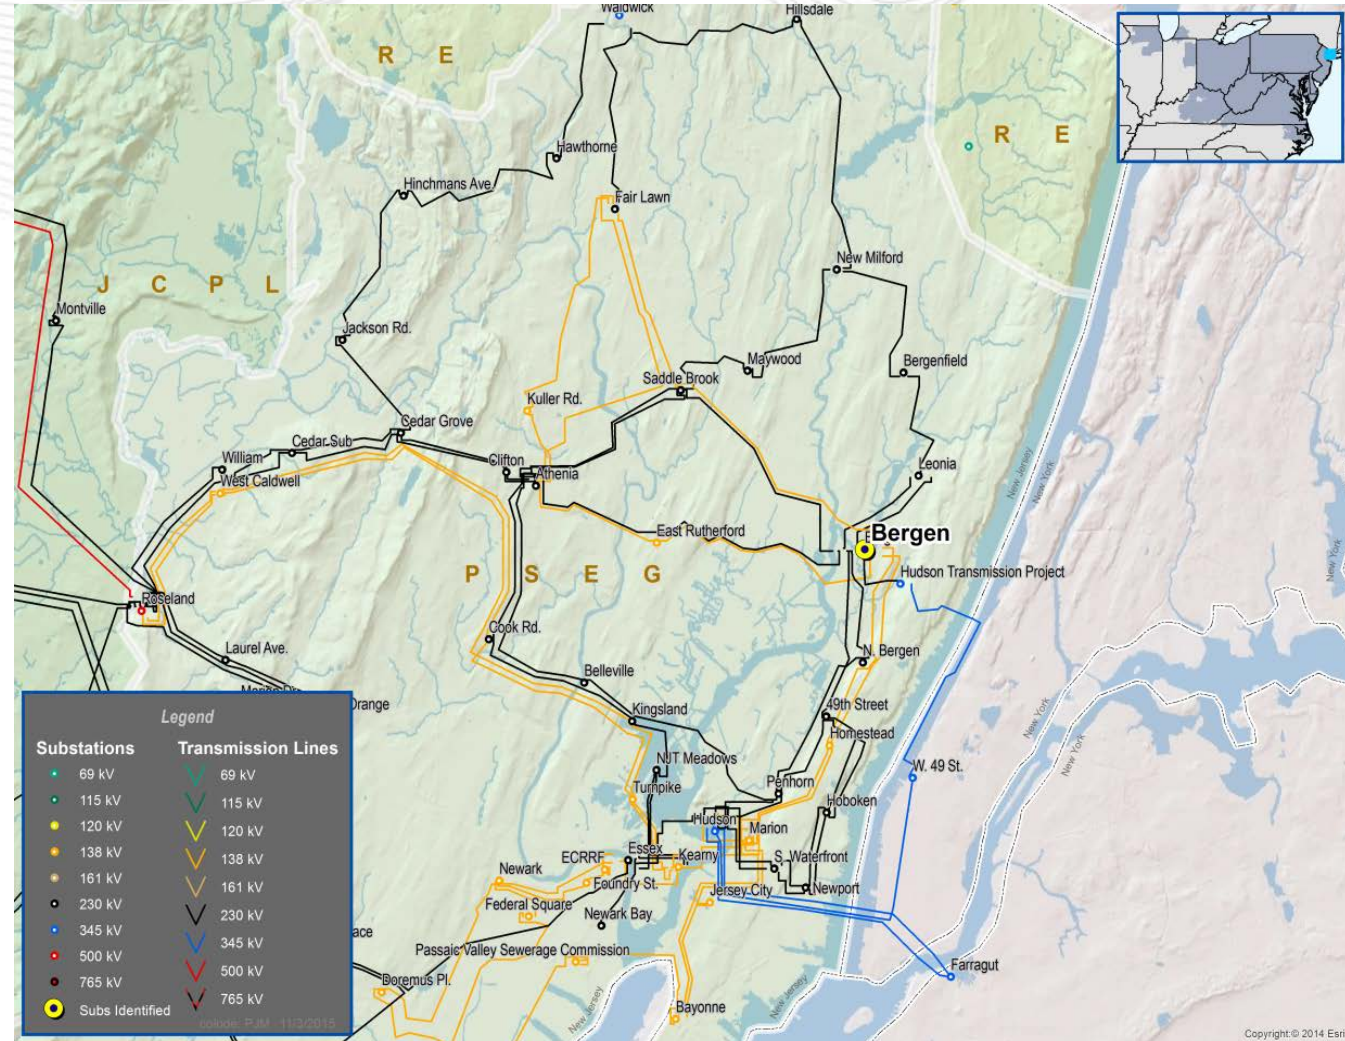 Waldwick
Hillsdale
R E
R E
Hawthorne
Hinchmans Ave.
Fair Lawn
New Milford
J C P L
Montville
Jackson Rd.
Maywood
Bergenfield
Saddle Brook
Kuller Rd.
Cedar Grove
Cedar Sub
William
West Caldwell
Clifton
Athenia
Leonia
New Jersey
New York
East Rutherford
Bergen
Hudson Transmission Project
P S E G
New York
Roseland
Cook Rd.
Laurel Ave.
N. Bergen
Belleville
Orange
Kingsland
49th Street
Homestead
New York
New York
NJT Meadows
Turnpike
Penhorn
W. 49 St.
Hoboken
Hudson
Marion
Essex
ECRRF
Kearny
S. Waterfront
Newark
Foundry St.
Jersey City
Newport
Federal Square
Newark Bay
ace
Passaic Valley Sewerage Commission
Doremus Pl.
Farragut
Bayonne
New Jersey
New Jersey
Legend
Substations
69 kV
115 kV
120 kV
138 kV
161 kV
230 kV
345 kV
500 kV
765 kV
Subs Identified
Transmission Lines
69 kV
115 kV
120 kV
138 kV
161 kV
230 kV
345 kV
500 kV
765 kV
PJM 11/3/2015
Copyright:© 2014 Esri